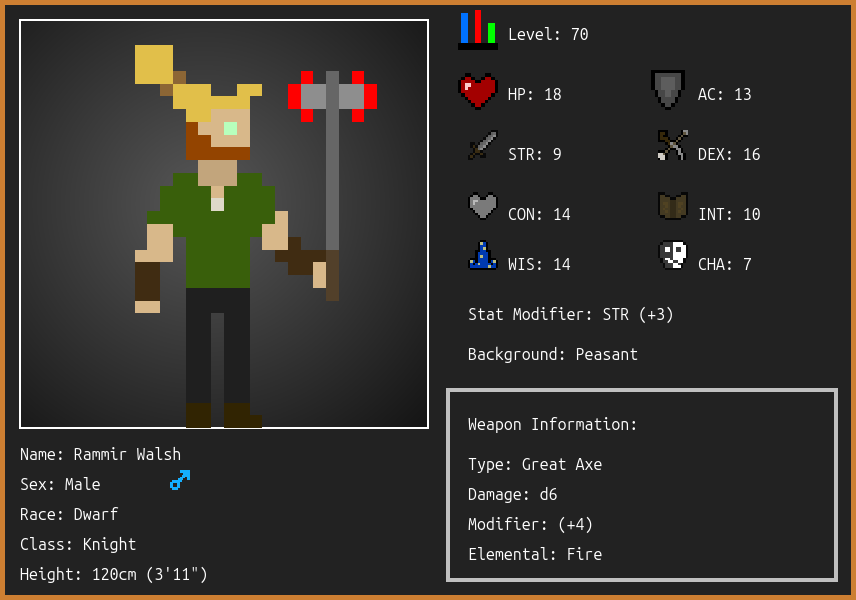 Level: 70
HP: 18
AC: 13
STR: 9
DEX: 16
CON: 14
INT: 10
WIS: 14
CHA: 7
Stat Modifier: STR (+3)
Background: Peasant
Weapon Information:
Type: Great Axe
Damage: d6
Modifier: (+4)
Elemental: Fire
Name: Rammir Walsh
Sex: Male
Race: Dwarf
Class: Knight
Height: 120cm (3'11")